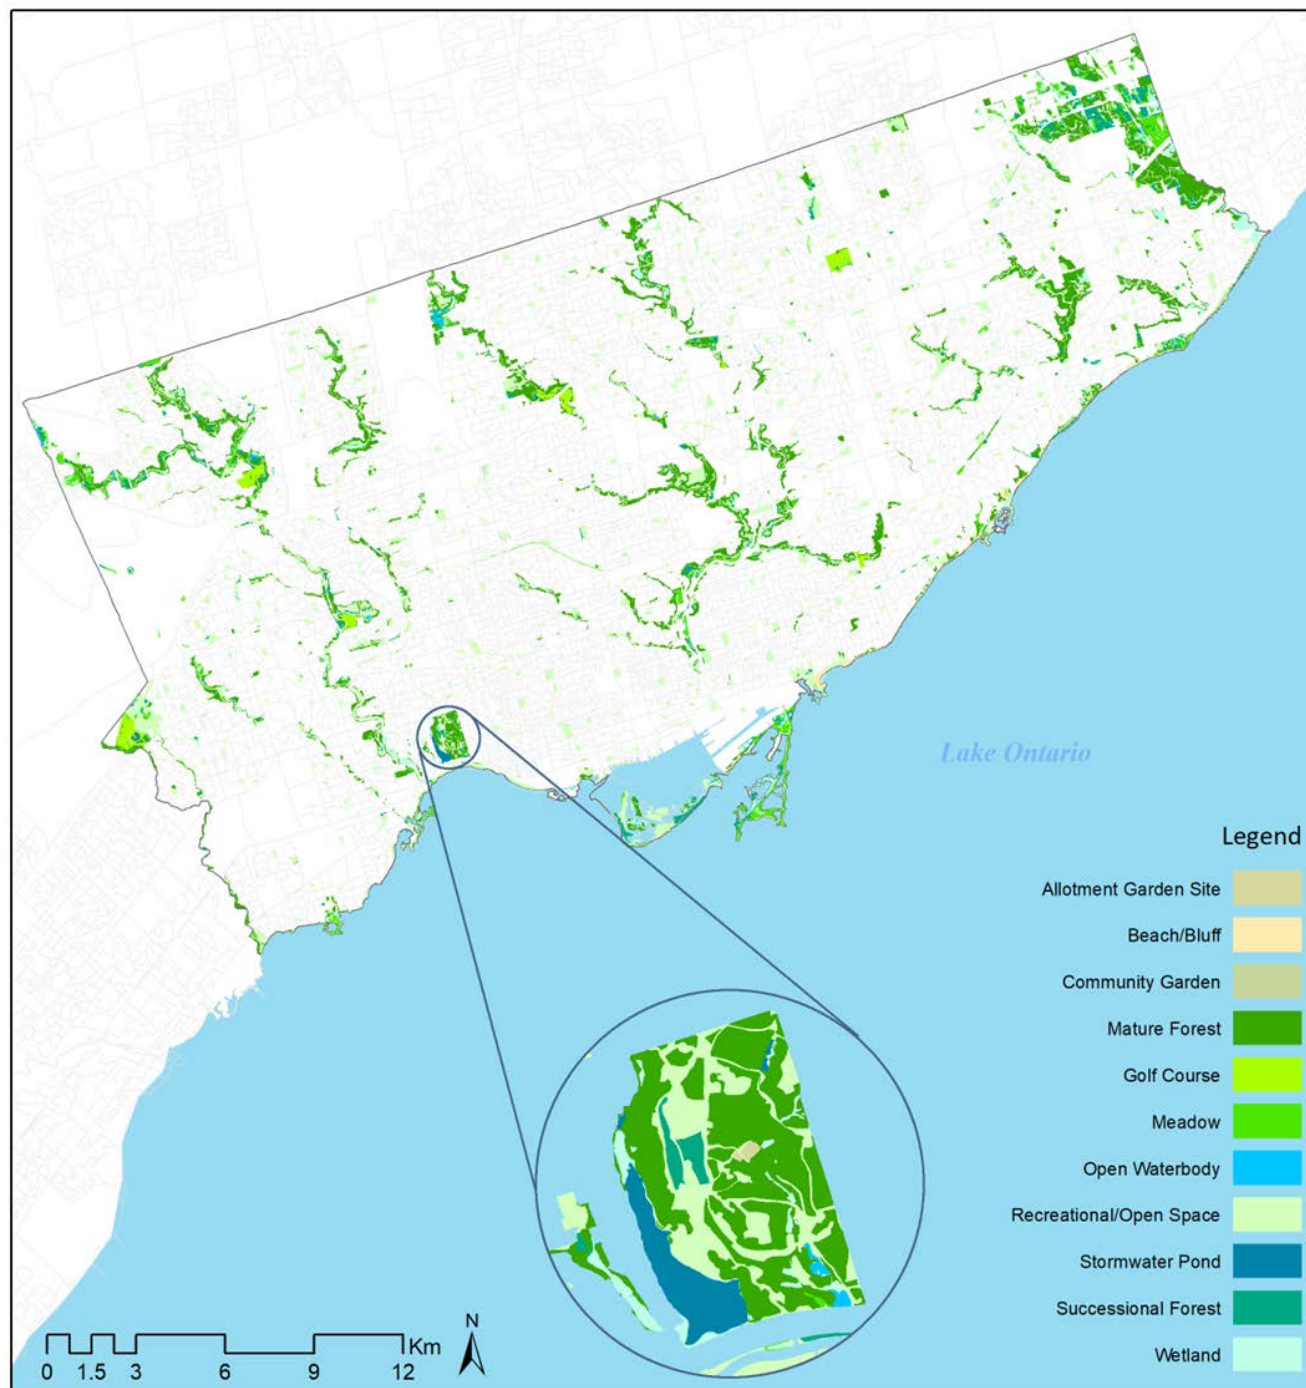 Lake Ontario
Legend
Allotment Garden Site
Beach/Bluff
Community Garden
Mature Forest
Golf Course
Meadow
Open Waterbody
Recreational/Open Space
Stormwater Pond
Successional Forest
Wetland
N
Km
0 1.5 3 6 9 12